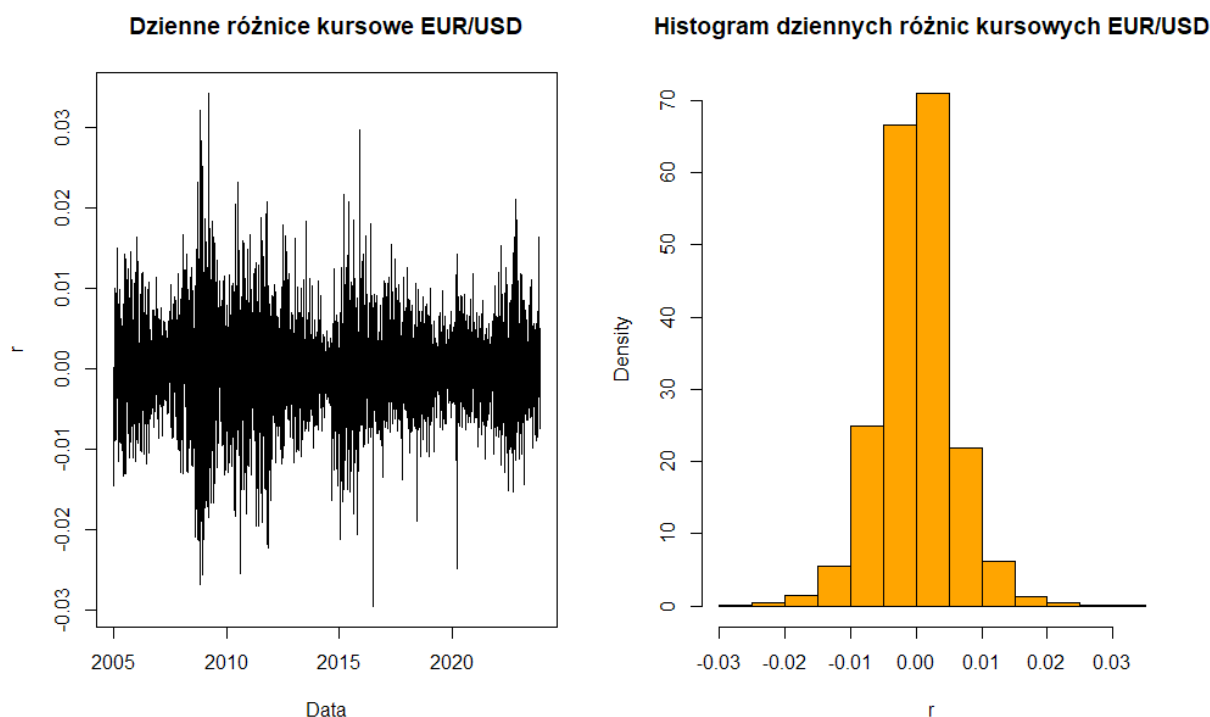 Dzienne różnice kursowe EUR/USD
r
0.03
0.02
0.01
0.00
-0.01
-0.02
-0.03
2005 2010 2015 2020
Data
Histogram dziennych różnic kursowych EUR/USD
Density
70
60
50
40
30
20
10
0
-0.03 -0.02 -0.01 0.00 0.01 0.02 0.03
r